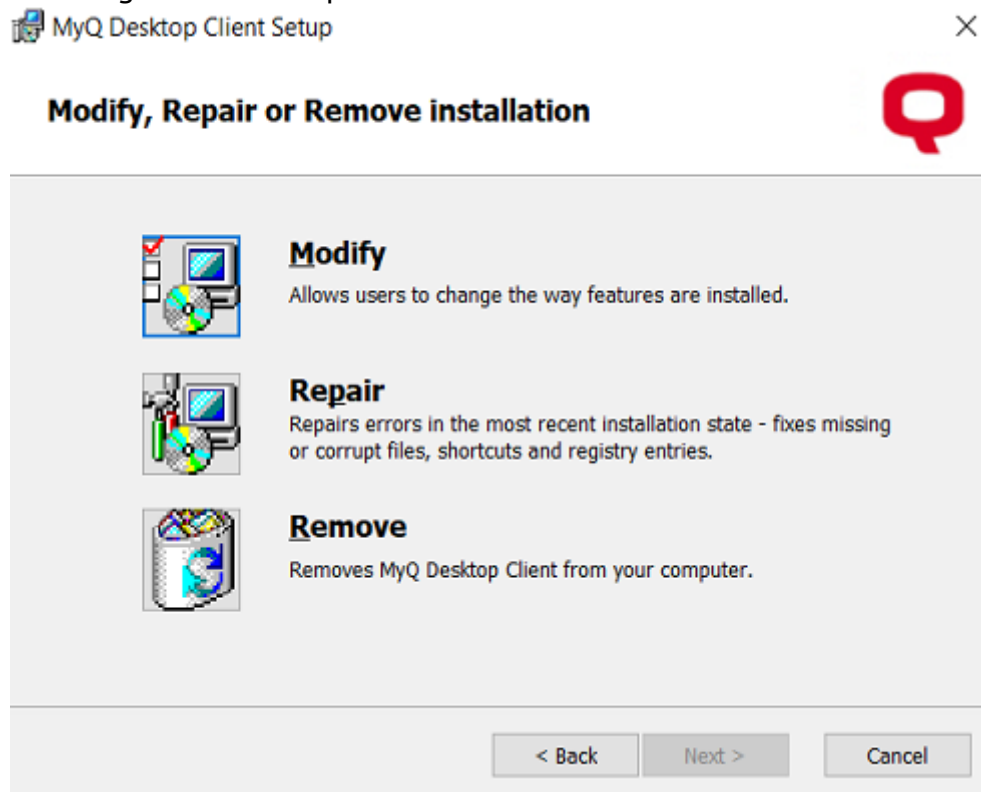 MyQ Desktop Client Setup
Modify, Repair or Remove installation
Modify
Allows users to change the way features are installed.
Repair
Repairs errors in the most recent installation state - fixes missing
or corrupt files, shortcuts and registry entries.
Remove
Removes MyQ Desktop Client from your computer.
< Back
Next >
Cancel